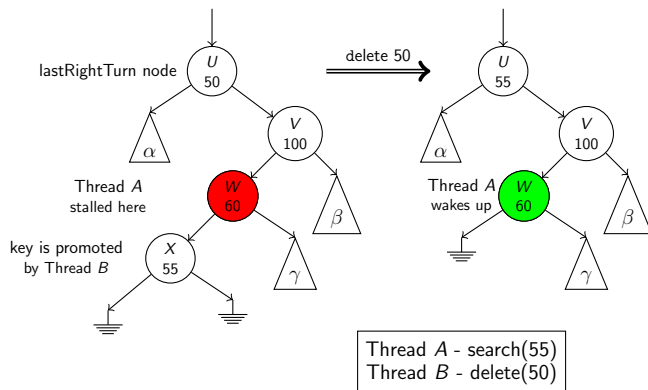 U
50
lastRightTurn node
α
V
100
Thread A
stalled here
W
60
β
key is promoted
by Thread B
X
55
γ
delete 50
U
55
α
V
100
Thread A
wakes up
W
60
β
γ
Thread A - search(55)
Thread B - delete(50)